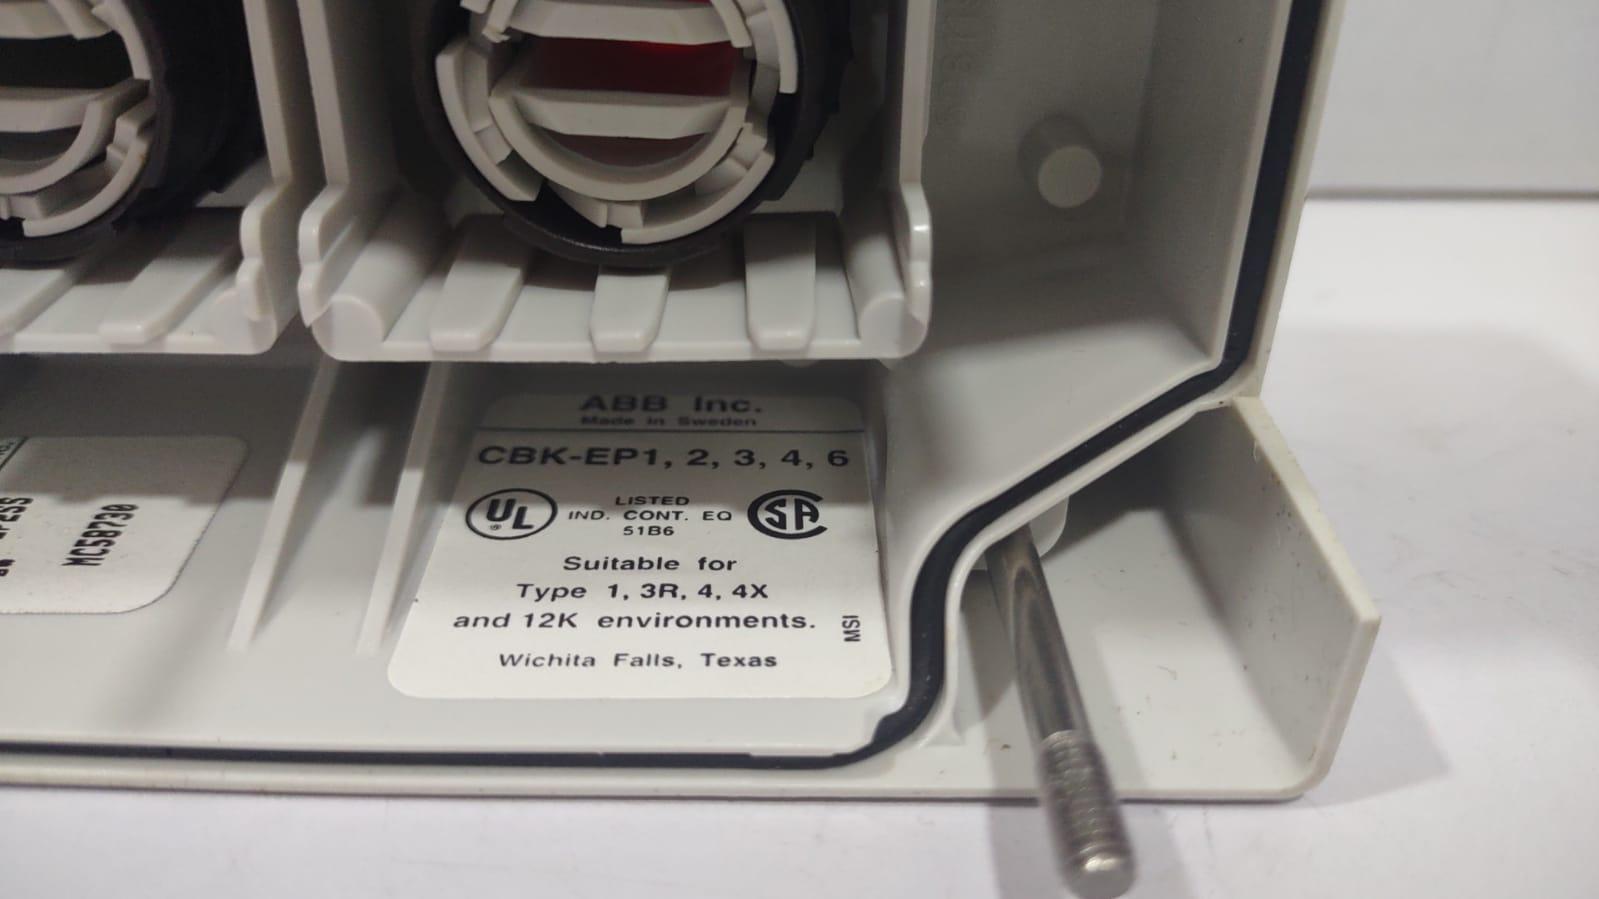 ABB Inc.
Made in Sweden
CBK-EP1, 2, 3, 4, 6
UL
®
LISTED
IND. CONT. EQ
51B6
SA
Suitable for
Type 1, 3R, 4, 4X
and 12K environments.
MSI
Wichita Falls, Texas
MC58730